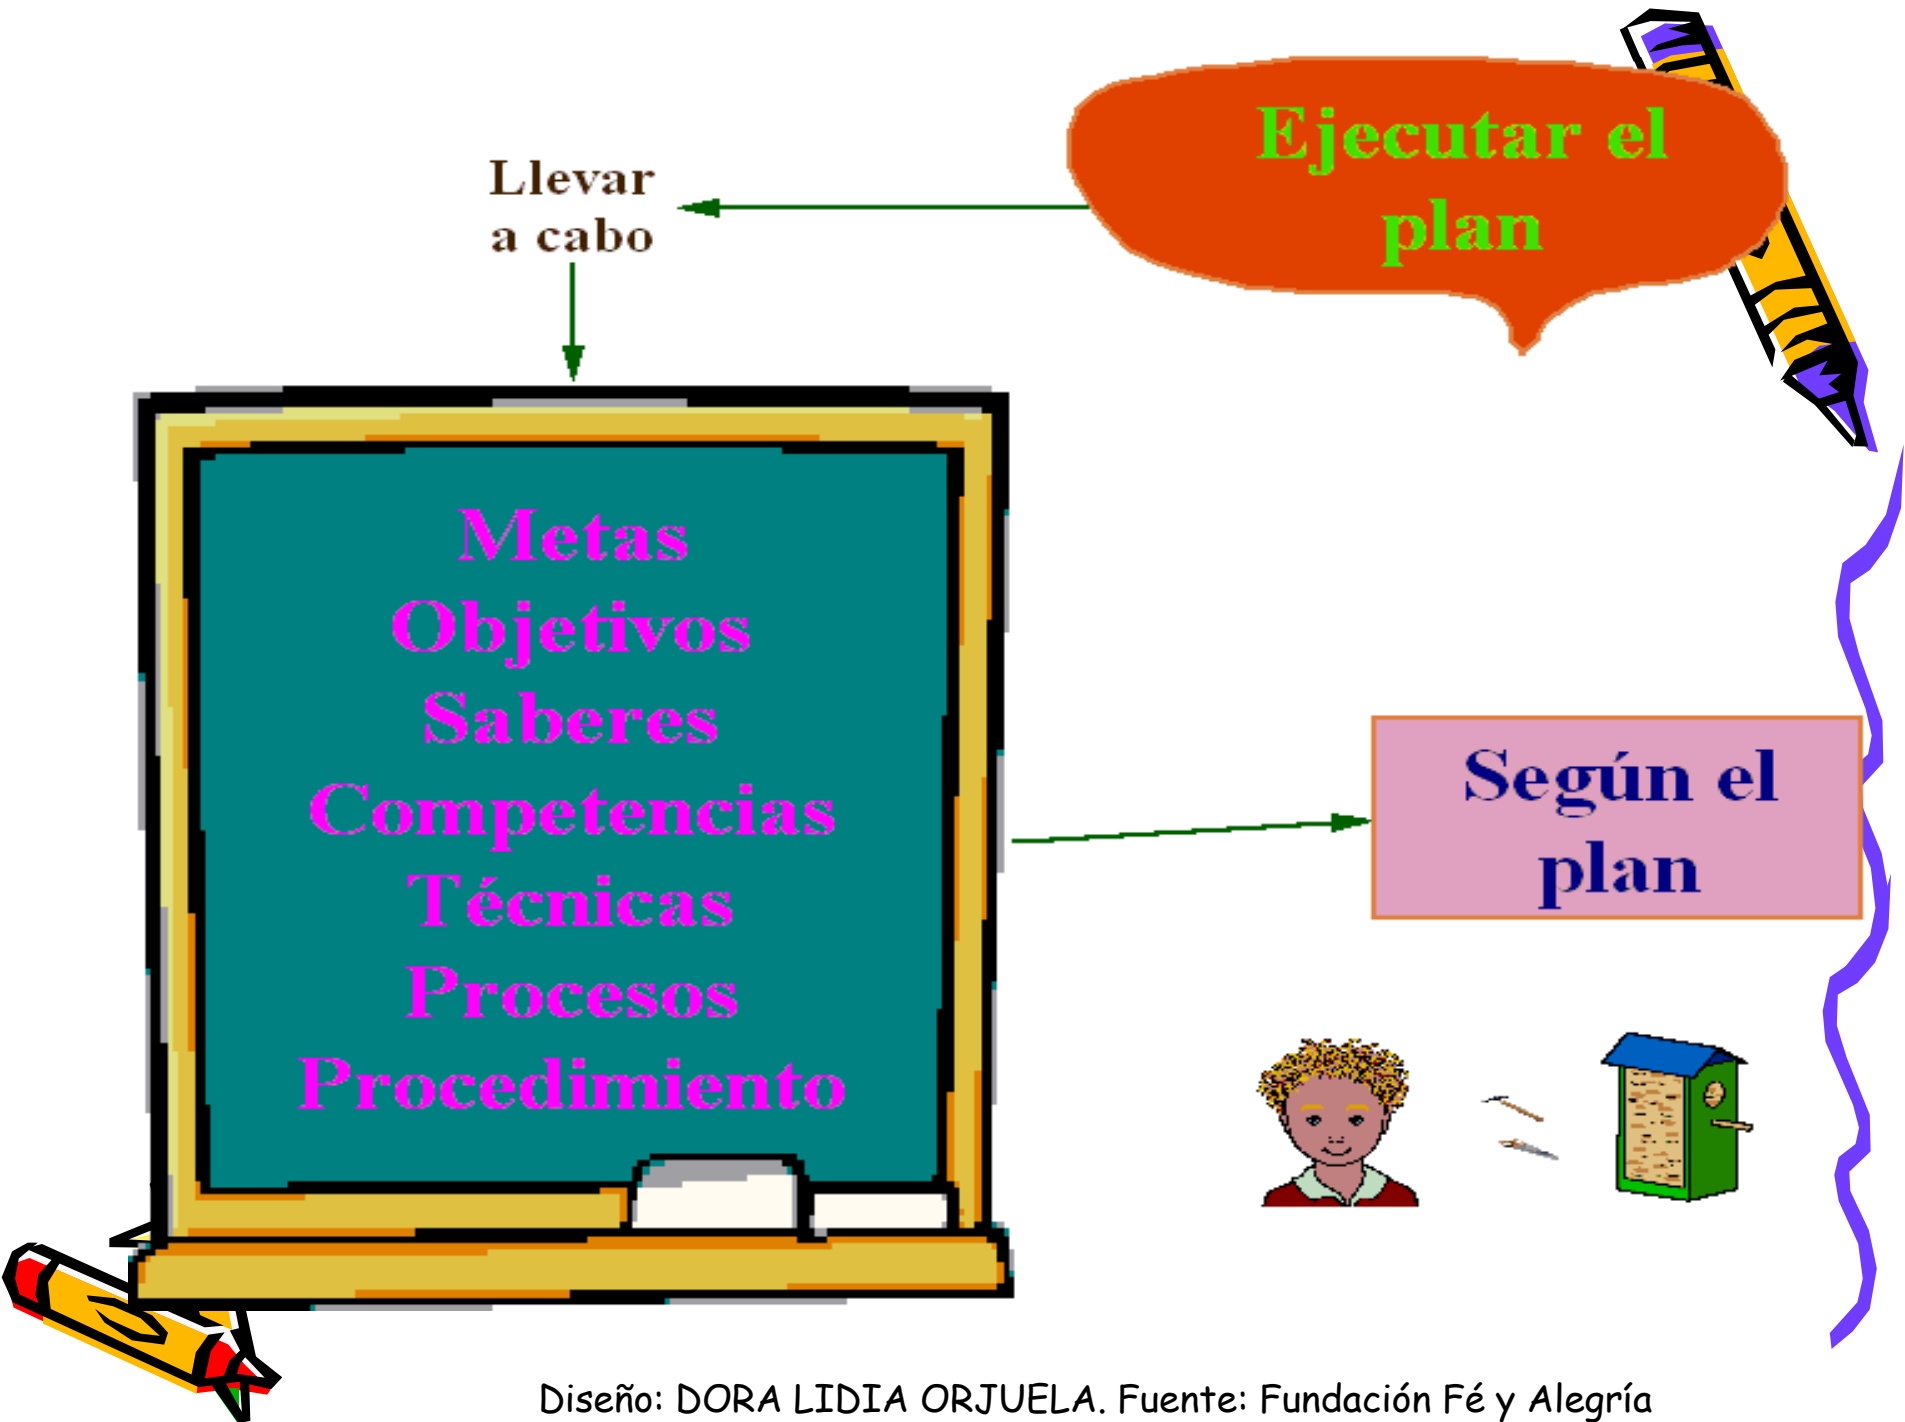 Ejecutar el
plan
Llevar
a cabo
Metas
Objetivos
Saberes
Competencias
Técnicas
Procesos
Procedimiento
Según el
plan
Diseño: DORA LIDIA ORJUELA. Fuente: Fundación Fé y Alegría